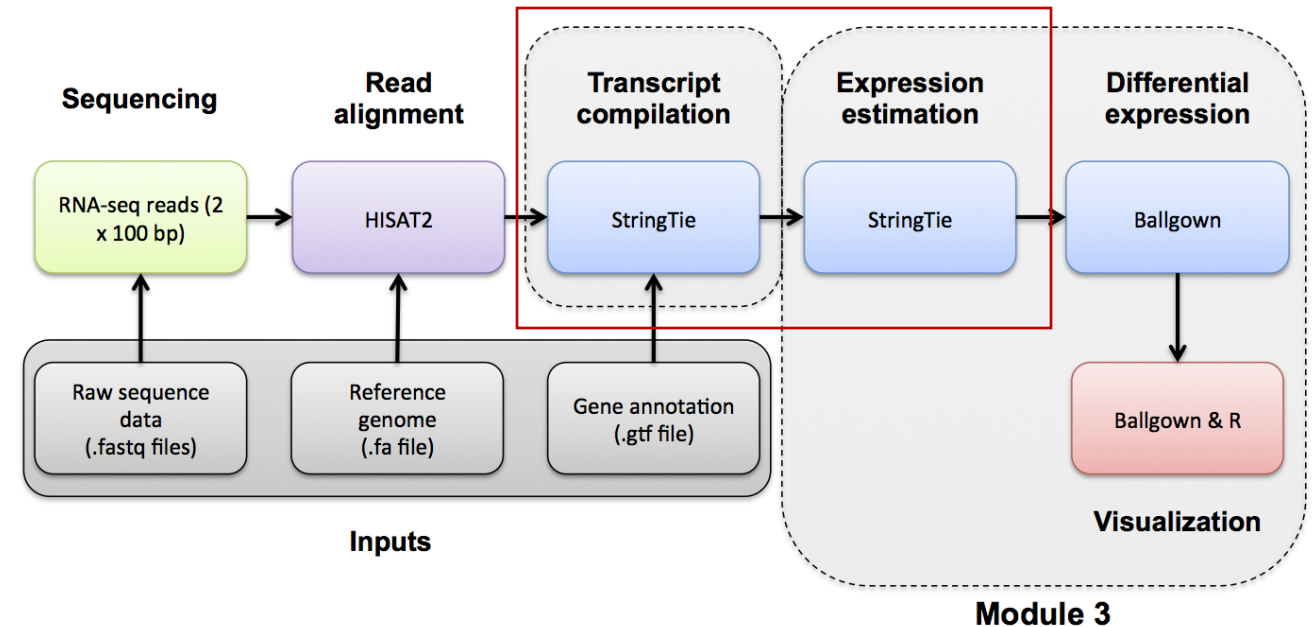 Sequencing
Read
alignment
Transcript
compilation
Expression
estimation
Differential
expression
RNA-seq reads (2
x 100 bp)
HISAT2
StringTie
StringTie
Ballgown
Raw sequence
data
(.fastq files)
Reference
genome
(.fa file)
Gene annotation
(.gtf file)
Ballgown & R
Inputs
Visualization
Module 3